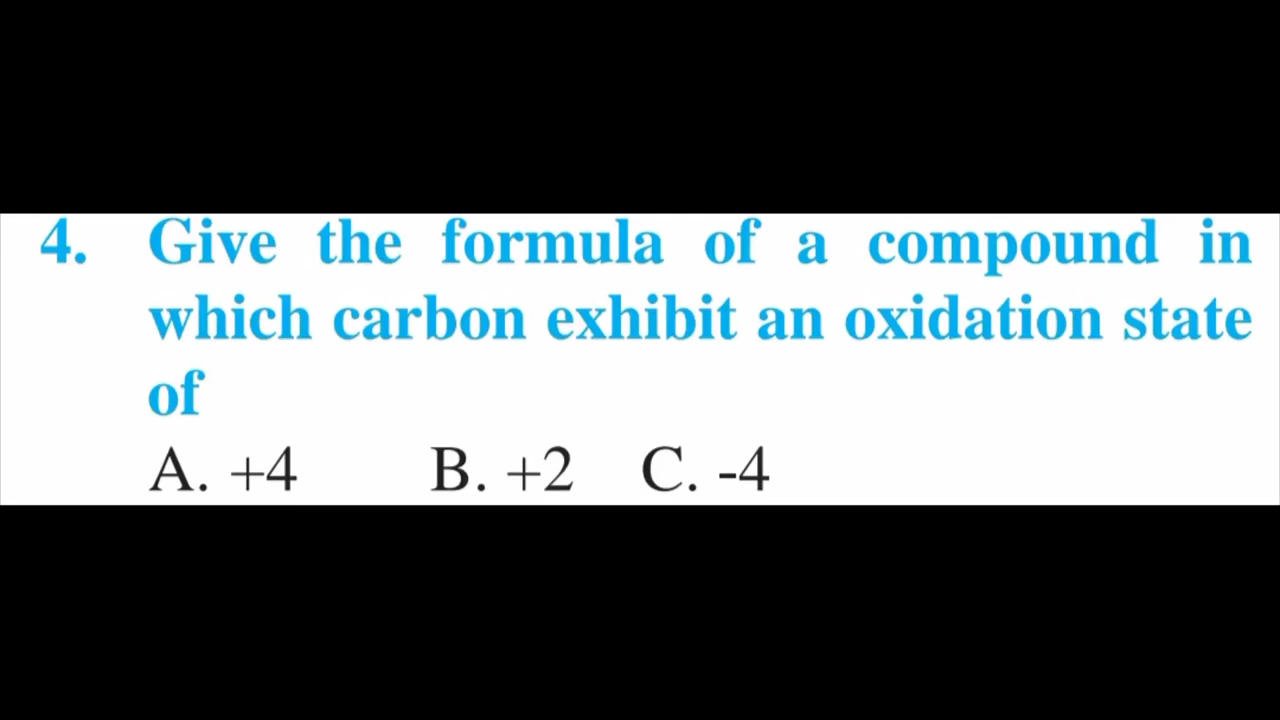 4. Give the formula of a compound in
which carbon exhibit an oxidation state
of
A. +4 B. +2 C. -4